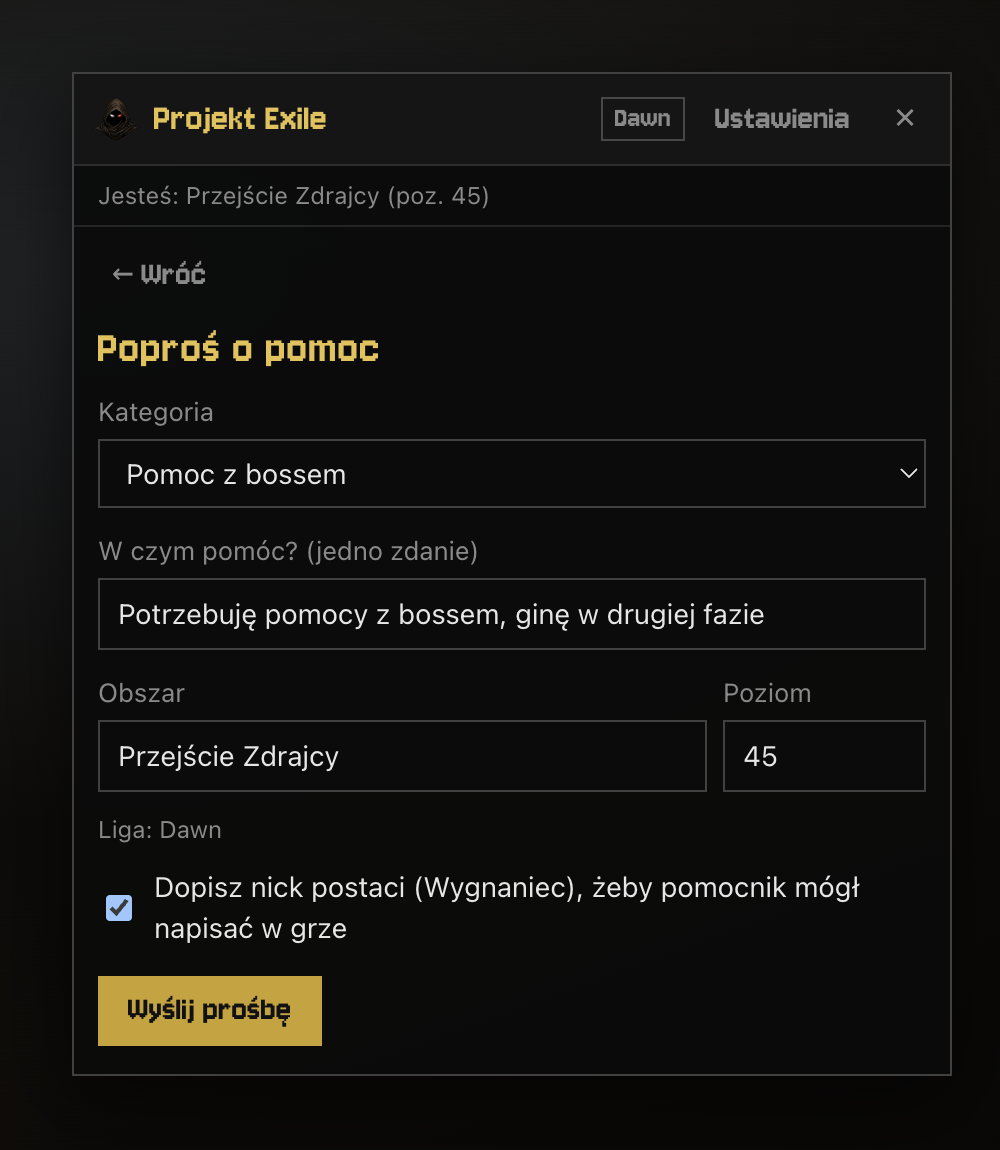 Projekt Exile
Dawn
Ustawienia
×
Jesteś: Przejście Zdrajcy (poz. 45)
← Wróć
Poproś o pomoc
Kategoria
Pomoc z bossem
W czym pomóc? (jedno zdanie)
Potrzebuję pomocy z bossem, ginę w drugiej fazie
Obszar
Poziom
Przejście Zdrajcy
45
Liga: Dawn
Dopisz nick postaci (Wygnaniec), żeby pomocnik mógł
napisać w grze
Wyślij prośbę